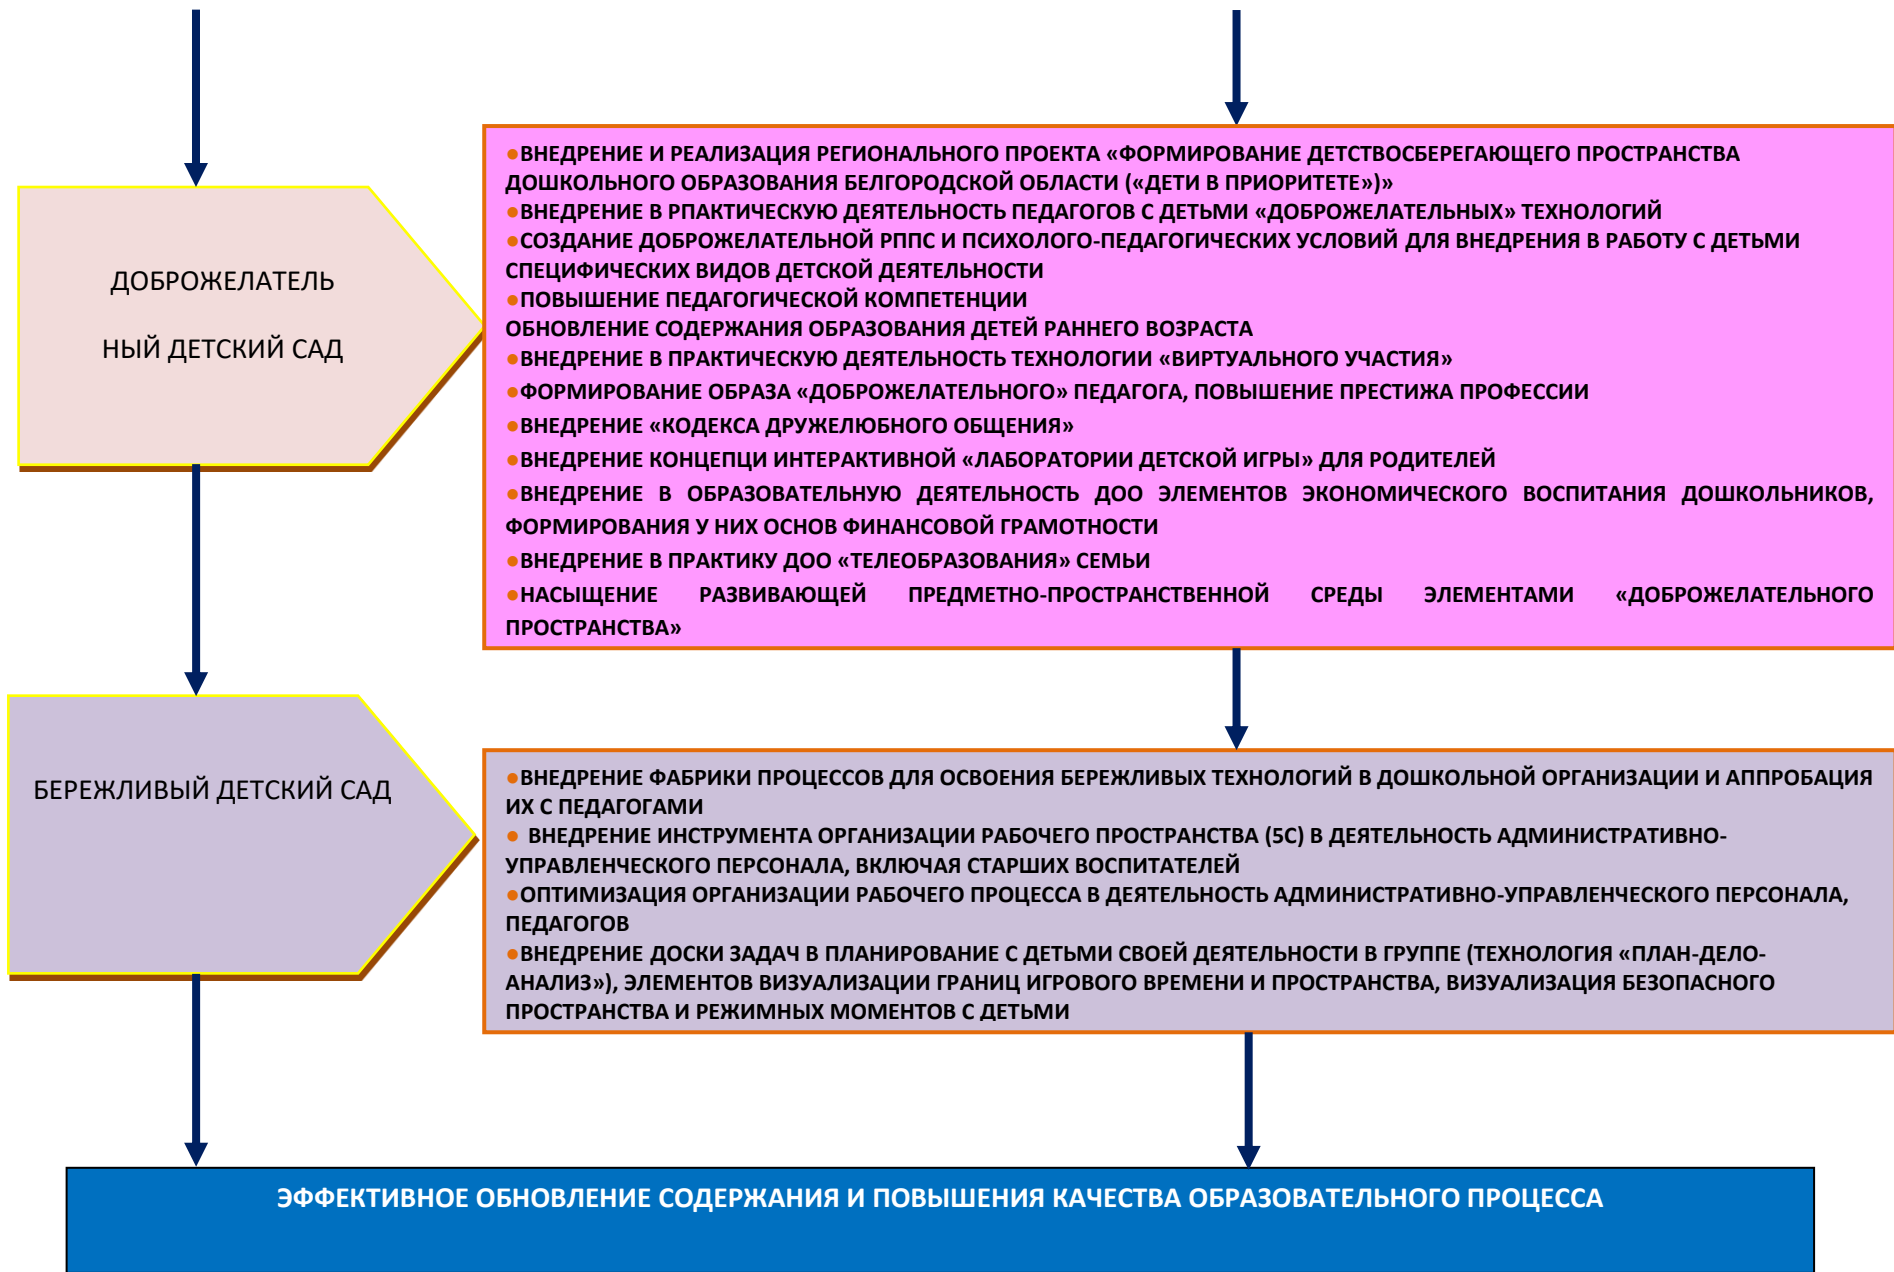 ДОБРОЖЕЛАТЕЛЬ
НЫЙ ДЕТСКИЙ САД
●ВНЕДРЕНИЕ И РЕАЛИЗАЦИЯ РЕГИОНАЛЬНОГО ПРОЕКТА «ФОРМИРОВАНИЕ ДЕТСТВОСБЕРЕГАЮЩЕГО ПРОСТРАНСТВА
ДОШКОЛЬНОГО ОБРАЗОВАНИЯ БЕЛГОРОДСКОЙ ОБЛАСТИ («ДЕТИ В ПРИОРИТЕТЕ»)»
●ВНЕДРЕНИЕ В РПАКТИЧЕСКУЮ ДЕЯТЕЛЬНОСТЬ ПЕДАГОГОВ С ДЕТЬМИ «ДОБРОЖЕЛАТЕЛЬНЫХ» ТЕХНОЛОГИЙ
●СОЗДАНИЕ ДОБРОЖЕЛАТЕЛЬНОЙ РППС И ПСИХОЛОГО-ПЕДАГОГИЧЕСКИХ УСЛОВИЙ ДЛЯ ВНЕДРЕНИЯ В РАБОТУ С ДЕТЬМИ
СПЕЦИФИЧЕСКИХ ВИДОВ ДЕТСКОЙ ДЕЯТЕЛЬНОСТИ
●ПОВЫШЕНИЕ ПЕДАГОГИЧЕСКОЙ КОМПЕТЕНЦИИ
ОБНОВЛЕНИЕ СОДЕРЖАНИЯ ОБРАЗОВАНИЯ ДЕТЕЙ РАННЕГО ВОЗРАСТА
●ВНЕДРЕНИЕ В ПРАКТИЧЕСКУЮ ДЕЯТЕЛЬНОСТЬ ТЕХНОЛОГИИ «ВИРТУАЛЬНОГО УЧАСТИЯ»
●ФОРМИРОВАНИЕ ОБРАЗА «ДОБРОЖЕЛАТЕЛЬНОГО» ПЕДАГОГА, ПОВЫШЕНИЕ ПРЕСТИЖА ПРОФЕССИИ
●ВНЕДРЕНИЕ «КОДЕКСА ДРУЖЕЛЮБНОГО ОБЩЕНИЯ»
●ВНЕДРЕНИЕ КОНЦЕПЦИ ИНТЕРАКТИВНОЙ «ЛАБОРАТОРИИ ДЕТСКОЙ ИГРЫ» ДЛЯ РОДИТЕЛЕЙ
●ВНЕДРЕНИЕ В ОБРАЗОВАТЕЛЬНУЮ ДЕЯТЕЛЬНОСТЬ ДОО ЭЛЕМЕНТОВ ЭКОНОМИЧЕСКОГО ВОСПИТАНИЯ ДОШКОЛЬНИКОВ,
ФОРМИРОВАНИЯ У НИХ ОСНОВ ФИНАНСОВОЙ ГРАМОТНОСТИ
●ВНЕДРЕНИЕ В ПРАКТИКУ ДОО «ТЕЛЕОБРАЗОВАНИЯ» СЕМЬИ
●НАСЫЩЕНИЕ РАЗВИВАЮЩЕЙ ПРЕДМЕТНО-ПРОСТРАНСТВЕННОЙ СРЕДЫ ЭЛЕМЕНТАМИ «ДОБРОЖЕЛАТЕЛЬНОГО
ПРОСТРАНСТВА»
БЕРЕЖЛИВЫЙ ДЕТСКИЙ САД
●ВНЕДРЕНИЕ ФАБРИКИ ПРОЦЕССОВ ДЛЯ ОСВОЕНИЯ БЕРЕЖЛИВЫХ ТЕХНОЛОГИЙ В ДОШКОЛЬНОЙ ОРГАНИЗАЦИИ И АППРОБАЦИЯ
ИХ С ПЕДАГОГАМИ
● ВНЕДРЕНИЕ ИНСТРУМЕНТА ОРГАНИЗАЦИИ РАБОЧЕГО ПРОСТРАНСТВА (5С) В ДЕЯТЕЛЬНОСТЬ АДМИНИСТРАТИВНО-
УПРАВЛЕНЧЕСКОГО ПЕРСОНАЛА, ВКЛЮЧАЯ СТАРШИХ ВОСПИТАТЕЛЕЙ
●ОПТИМИЗАЦИЯ ОРГАНИЗАЦИИ РАБОЧЕГО ПРОЦЕССА В ДЕЯТЕЛЬНОСТЬ АДМИНИСТРАТИВНО-УПРАВЛЕНЧЕСКОГО ПЕРСОНАЛА,
ПЕДАГОГОВ
●ВНЕДРЕНИЕ ДОСКИ ЗАДАЧ В ПЛАНИРОВАНИЕ С ДЕТЬМИ СВОЕЙ ДЕЯТЕЛЬНОСТИ В ГРУППЕ (ТЕХНОЛОГИЯ «ПЛАН-ДЕЛО-
АНАЛИЗ»), ЭЛЕМЕНТОВ ВИЗУАЛИЗАЦИИ ГРАНИЦ ИГРОВОГО ВРЕМЕНИ И ПРОСТРАНСТВА, ВИЗУАЛИЗАЦИЯ БЕЗОПАСНОГО
ПРОСТРАНСТВА И РЕЖИМНЫХ МОМЕНТОВ С ДЕТЬМИ
ЭФФЕКТИВНОЕ ОБНОВЛЕНИЕ СОДЕРЖАНИЯ И ПОВЫШЕНИЯ КАЧЕСТВА ОБРАЗОВАТЕЛЬНОГО ПРОЦЕССА